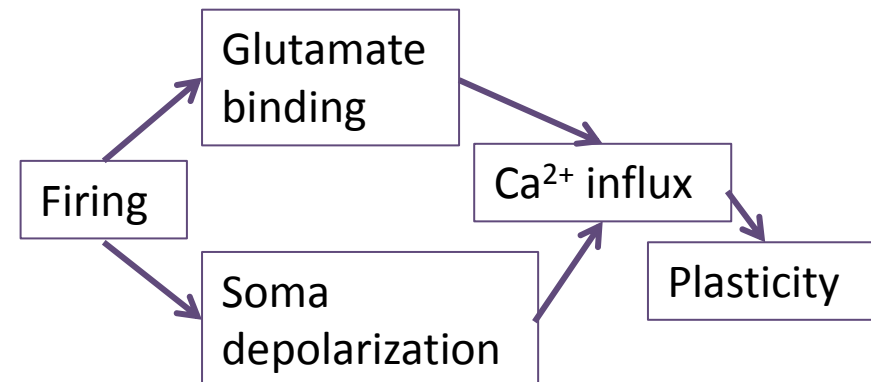 Glutamate
binding
Firing
Ca²⁺ influx
Soma
depolarization
Plasticity